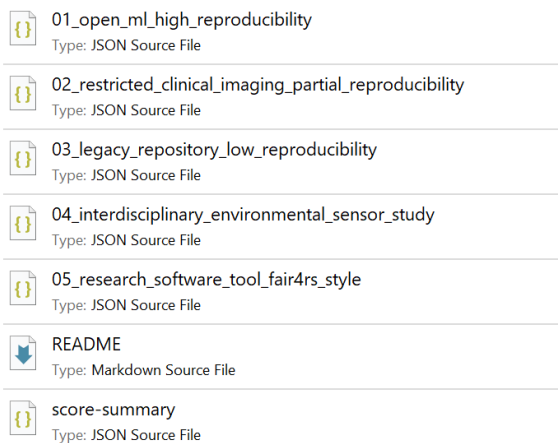 01_open_ml_high_reproducibility
Type: JSON Source File
02_restricted_clinical_imaging_partial_reproducibility
Type: JSON Source File
03_legacy_repository_low_reproducibility
Type: JSON Source File
04_interdisciplinary_environmental_sensor_study
Type: JSON Source File
05_research_software_tool_fair4rs_style
Type: JSON Source File
README
Type: Markdown Source File
score-summary
Type: JSON Source File